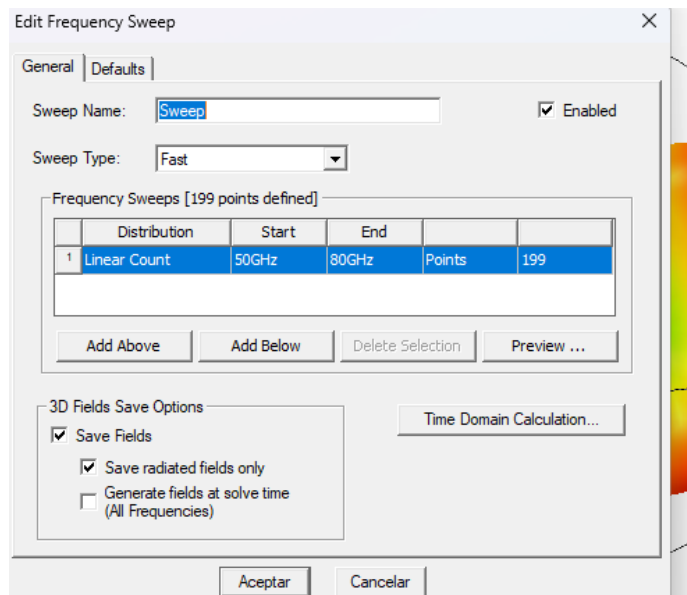 Edit Frequency Sweep
General Defaults
Sweep Name: Sweep Enabled
Sweep Type: Fast
Frequency Sweeps [199 points defined]
Distribution Start End
1 Linear Count 50GHz 80GHz Points 199
Add Above Add Below Delete Selection Preview ...
3D Fields Save Options
Time Domain Calculation...
Save Fields
Save radiated fields only
Generate fields at solve time
(All Frequencies)
Aceptar Cancelar